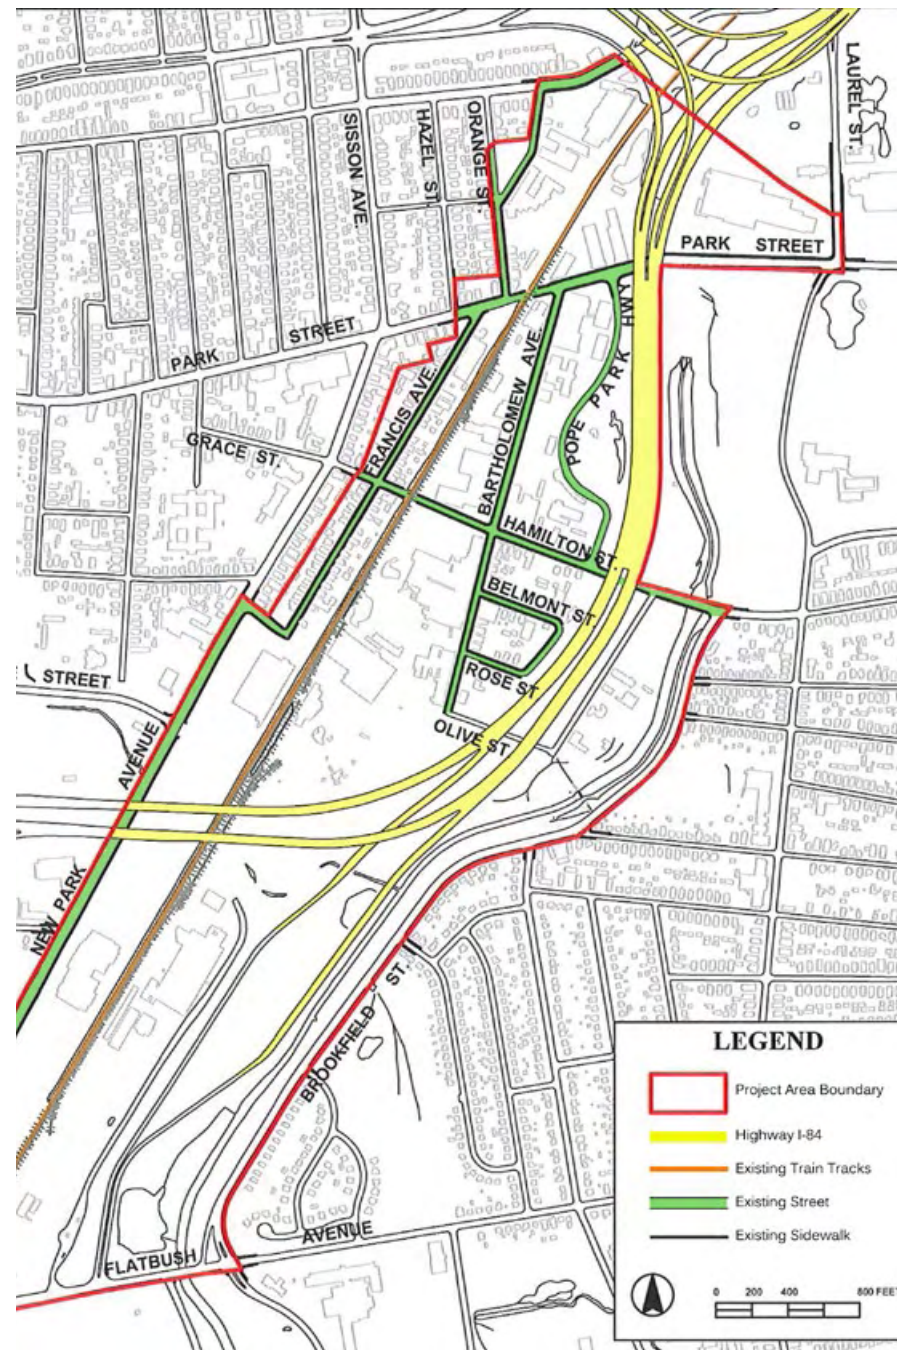 LAUREL ST.
SISSON AVE.
HAZEL ST.
ORANGE ST.
PARK STREET
HWY
PARK STREET
FRANCIS AVE.
BARTHOLOMEW AVE.
POPE PARK
GRACE ST.
HAMILTON ST.
BELMONT ST.
ROSE ST
STREET
OLIVE ST
AVENUE
NEW PARK
BROOKFIELD ST.
FLATBUSH AVENUE
LEGEND
Project Area Boundary
Highway I-84
Existing Train Tracks
Existing Street
Existing Sidewalk
0 200 400 800 FEET